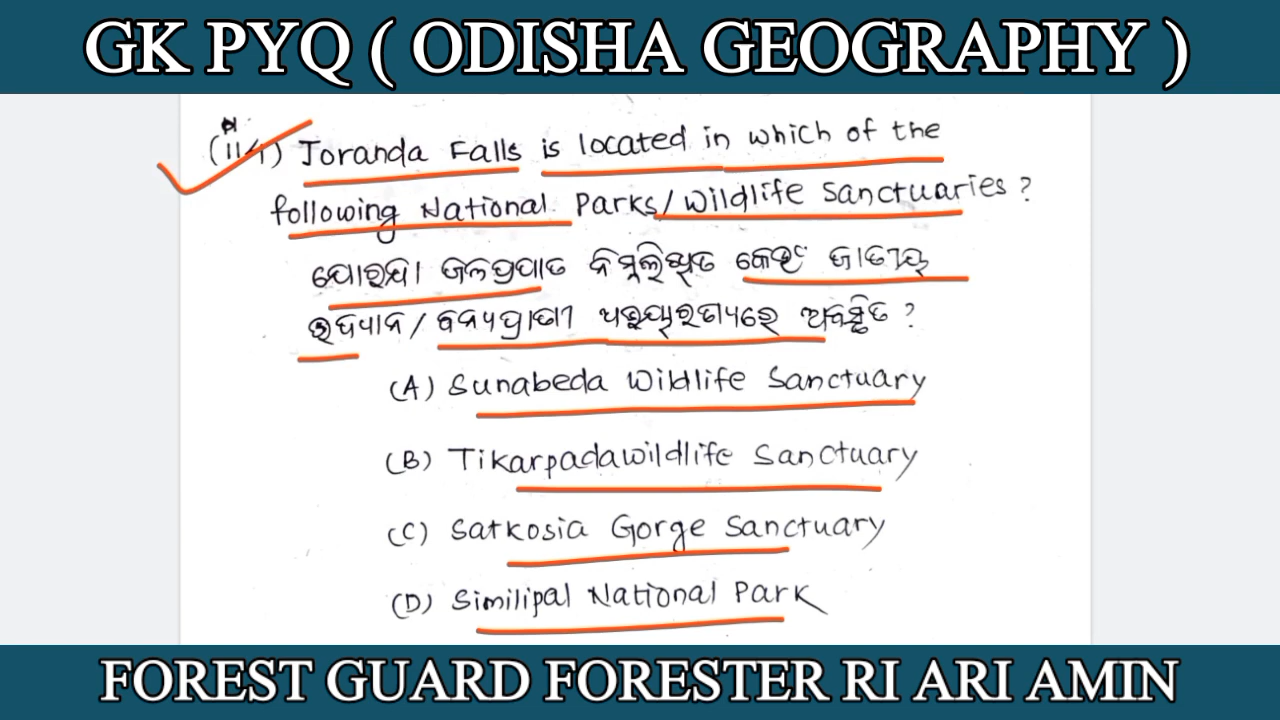 GK PYQ ( ODISHA GEOGRAPHY )
(114) Joranda Falls is located in which of the
following National Parks/Wildlife Sanctuaries ?
ଯୋରନ୍ଦା ଜଳପ୍ରପାତ ନିମ୍ନଲିଖିତ କେଉଁ ଜାତୀୟ
ଉଦ୍ୟାନ / ବନ୍ୟପ୍ରାଣୀ ଅଭୟାରଣ୍ୟରେ ଅବସ୍ଥିତ ?
(A) Sunabeda Wildlife Sanctuary
(B) Tikarpadawildlife Sanctuary
(C) Satkosia Gorge Sanctuary
(D) Similipal National Park
FOREST GUARD FORESTER RI ARI AMIN